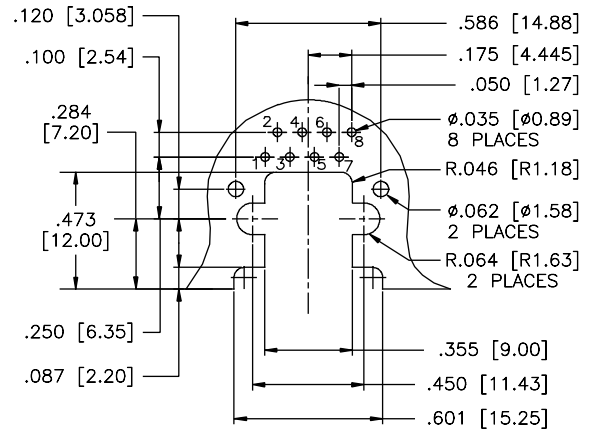 .120 [3.058]
.586 [14.88]
.100 [2.54]
.175 [4.445]
.050 [1.27]
.284
[7.20]
ø.035 [ø0.89]
8 PLACES
2 4 6 8
1 3 5 7
R.046 [R1.18]
.473
[12.00]
ø.062 [ø1.58]
2 PLACES
R.064 [R1.63]
2 PLACES
.250 [6.35]
.087 [2.20]
.355 [9.00]
.450 [11.43]
.601 [15.25]